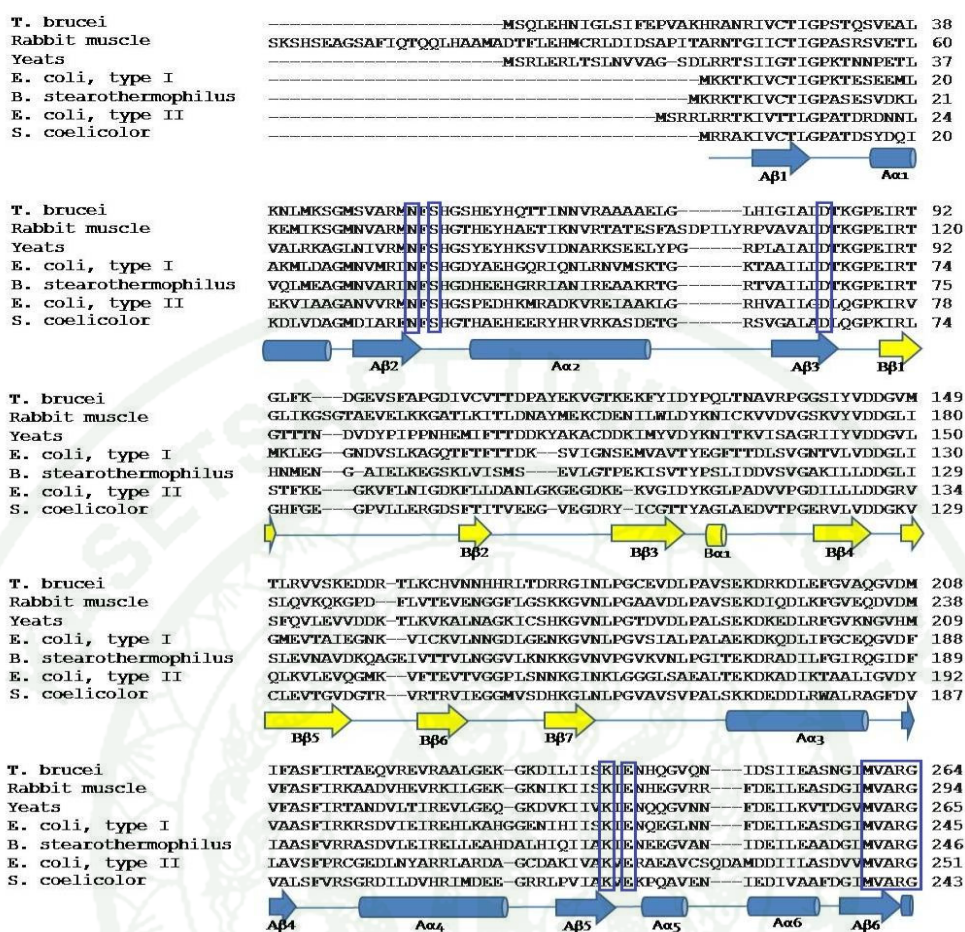 T. brucei ------------------------MSQLEHNIGLSIFEPVAKHRANRIVCTIGPSTQSVEAL 38
Rabbit muscle SKSHSEAGSAFIQTQQLHAAMADTFLEHMCRLDIDSAPITARNTGIICTIGPASRSVETL 60
Yeats ------------------------MSRLERLTSLNVVAG-SDLRRTSIIGTIGPKTNNPETL 37
E. coli, type I ----------------------------------------MKKTKIVCTIGPKTESEEML 20
B. stearothermophilus ---------------------------------------MKRKTKIVCTIGPASESVDKL 21
E. coli, type II ------------------------------------MSRRLRRTKIVTTLGPATDRDNNL 24
S. coelicolor ----------------------------------------MRRAKIVCTLGPATDSYDQI 20
Aβ1 Aα1
T. brucei KNLMKSGMSVARMNFSHGSHEYHQTTINNVRAAAAELG------LHIGIALDTKGPEIRT 92
Rabbit muscle KEMIKSGMNVARMNFSHGTHEYHAETIKNVRTATESFASDPILYRPVAVALDTKGPEIRT 120
Yeats VALRKAGLNIVRMNFSHGSYEYHKSVIDNARKSEELYPG-----RPLAIALDTKGPEIRT 92
E. coli, type I AKMLDAGMNVMRLNFSHGDYAEHGQRIQNLRNVMSKTG------KTAAILLDTKGPEIRT 74
B. stearothermophilus VQLMEAGMNVARLNFSHGDHEEHGRRIANIREAAKRTG------RTVAILLDTKGPEIRT 75
E. coli, type II EKVIAAGANVVRMNFSHGSPEDHKMRADKVREIAAKLG------RHVAILGDLQGPKIRV 78
S. coelicolor KDLVDAGMDIARFNFSHGTHAEHEERYHRVRKASDETG------RSVGALADLQGPKIRL 74
Aβ2 Aα2 Aβ3 Bβ1
T. brucei GLFK---DGEVSFAPGDIVCVTTDPAYEKVGTKEKFYIDYPQLTNAVRPGGSIYVDDGVM 149
Rabbit muscle GLIKGSGTAEVELKKGATLKITLDNAYMEKCDENILWLDYKNICKVVDVGSKVYVDDGLI 180
Yeats GTTTN---DVDYPIPPNHEMIFTTDDKYAKACDDKIMYVDYKNITKVISAGRIIYVDDGVL 150
E. coli, type I MKLEG---GNDVSLKAGQTFTFTTDK---SVIGNSEMVAVTYEGFTTDLSVGNTVLVDDGLI 130
B. stearothermophilus HNMEN---G-AIELKEGSKLVISMS---EVLGTPEKISVTYPSLIDDVSVGAKILLDDGLI 129
E. coli, type II STFKE---GKVFLNIGDKFLLDANLGKGEGDKE-KVGIDYKGLPADVVPGDILLLDDGRV 134
S. coelicolor GHFGE---GPVLLERGDSFTITVEEG-VEGDRY-ICGTTYAGLAEDVTPGERVLVDDGKV 129
Bβ2 Bβ3 Bα1 Bβ4
T. brucei TLRVVSKEDDR-TLKCHVNNHHRLTDRRGINLPGCEVDLPAVSEKDRKDLEFGVAQGVDM 208
Rabbit muscle SLQVKQKGPD--FLVTEVENGGFLGSKKGVNLPGAAVDLPAVSEKDIQDLKFGVEQDVDM 238
Yeats SFQVLEVVDDK-TLKVKALNAGKICSHKGVNLPGTDVDLPALSEKDKEDLRFGVKNGVHM 209
E. coli, type I GMEVTAIEGNK--VICKVLNNGDLGENKGVNLPGVSIALPALAEKDKQDLIFGCEQGVDF 188
B. stearothermophilus SLEVNAVDKQAGEIVTTVLNGGVLKNKKGVNVPGVKVNLPGITEKDRADILFGIRQGIDF 189
E. coli, type II QLKVLEVQGMK--VFTEVTVGGPLSNNKGINKLGGGLSAEALTEKDKADIKTAALIGVDY 192
S. coelicolor CLEVTGVDGTR--VRTRVIEGGMVSDHKGLNLPGVAVSVPALSKKDEDDLRWALRAGFDV 187
Bβ5 Bβ6 Bβ7 Aα3
T. brucei IFASFIRTAEQVREVRAALGEK-GKDILIISKIENHQGVQN---IDSIIEASNGIMVARG 264
Rabbit muscle VFASFIRKAADVHEVRKILGEK-GKNIKIISKIENHEGVRR---FDEILEASDGIMVARG 294
Yeats VFASFIRTANDVLTIREVLGEQ-GKDVKIIVKIENQQGVNN---FDEILKVTDGVMVARG 265
E. coli, type I VAASFIRKRSDVIEIREHLKAHGGENIHIISKIENQEGLNN---FDEILEASDGIMVARG 245
B. stearothermophilus IAASFVRRASDVLEIRELLEAHDALHIQIIAKIENEEGVAN---IDEILEAADGIMVARG 246
E. coli, type II LAVSFPRCGEDLNYARRLARDA-GCDAKIVAKVERAEAVCSQDAMDDIILASDVVMVARG 251
S. coelicolor VALSFVRSGRDILDVHRIMDEE-GRRLPVIAKVEKPQAVEN---IEDIVAAFDGIMVARG 243
Aβ4 Aα4 Aβ5 Aα5 Aα6 Aβ6